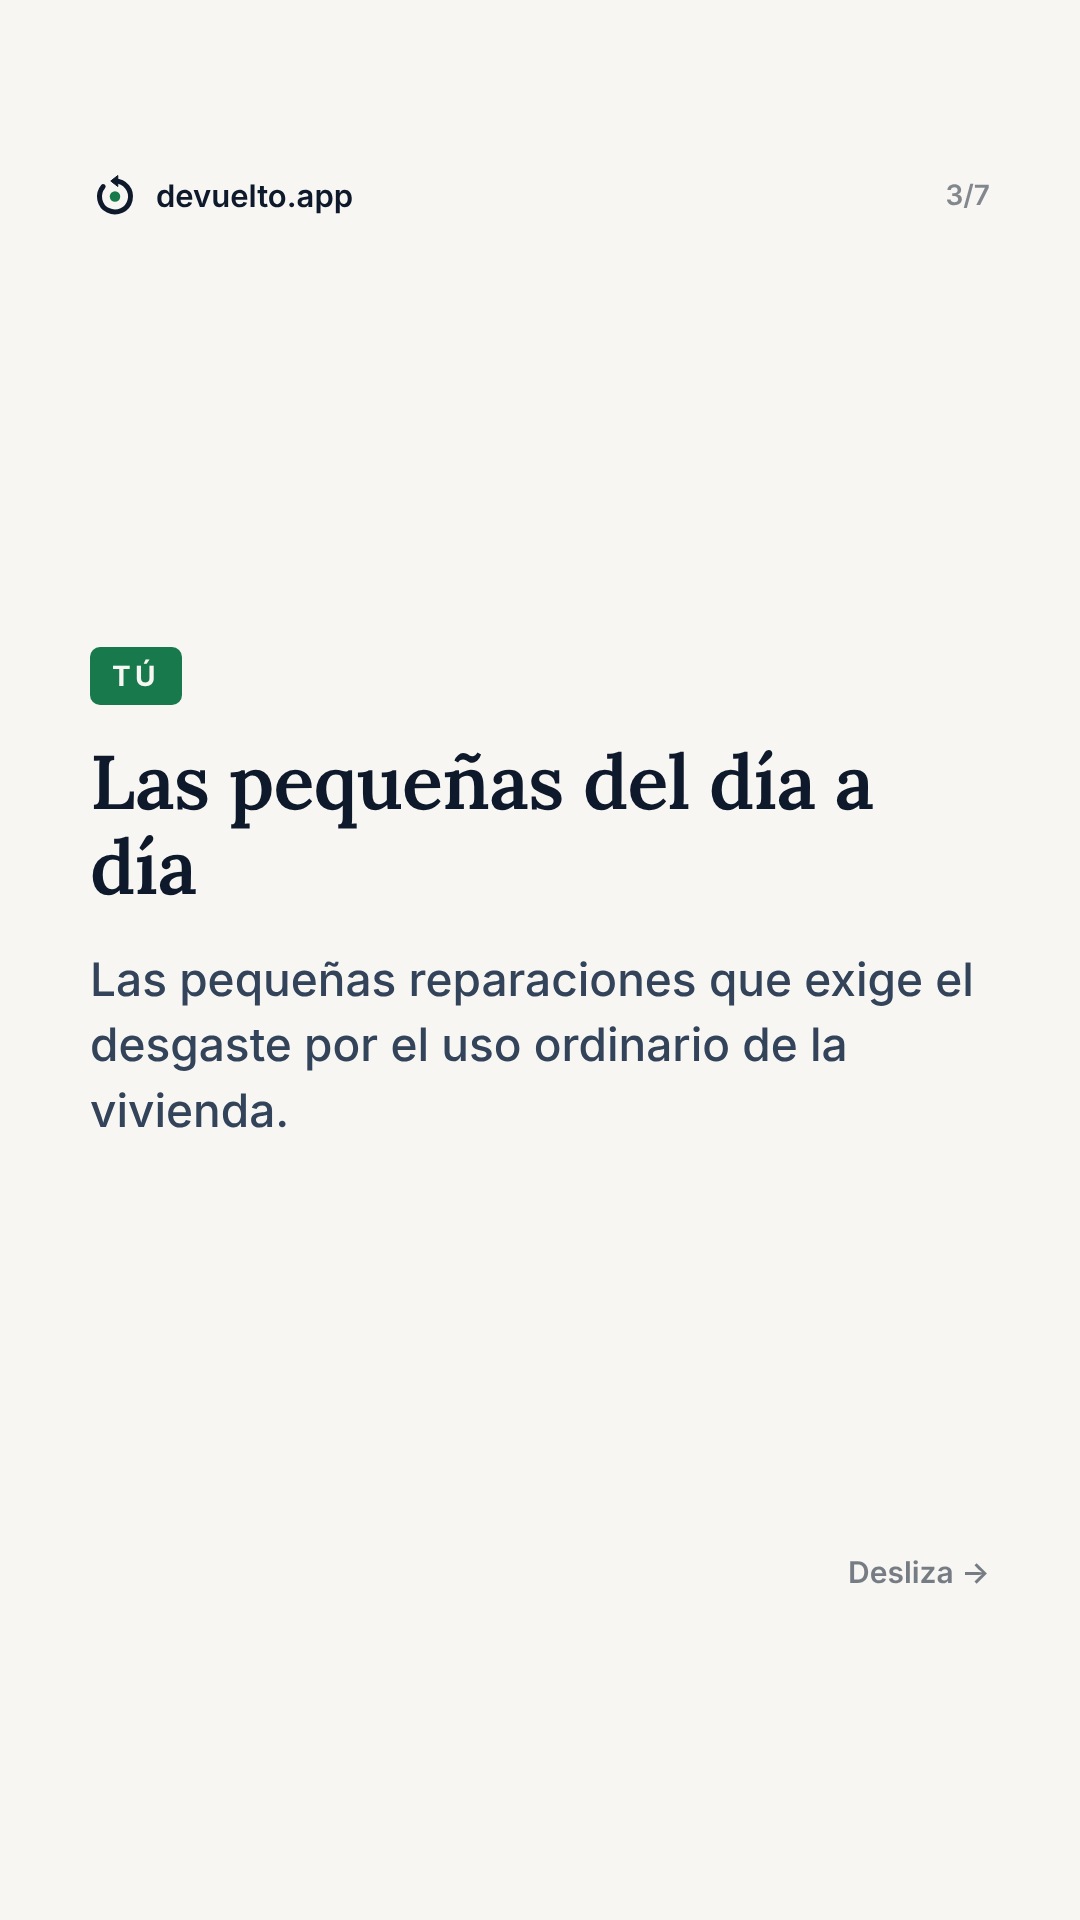 devuelto.app
3/7
TÚ
Las pequeñas del día a
día
Las pequeñas reparaciones que exige el
desgaste por el uso ordinario de la
vivienda.
Desliza →